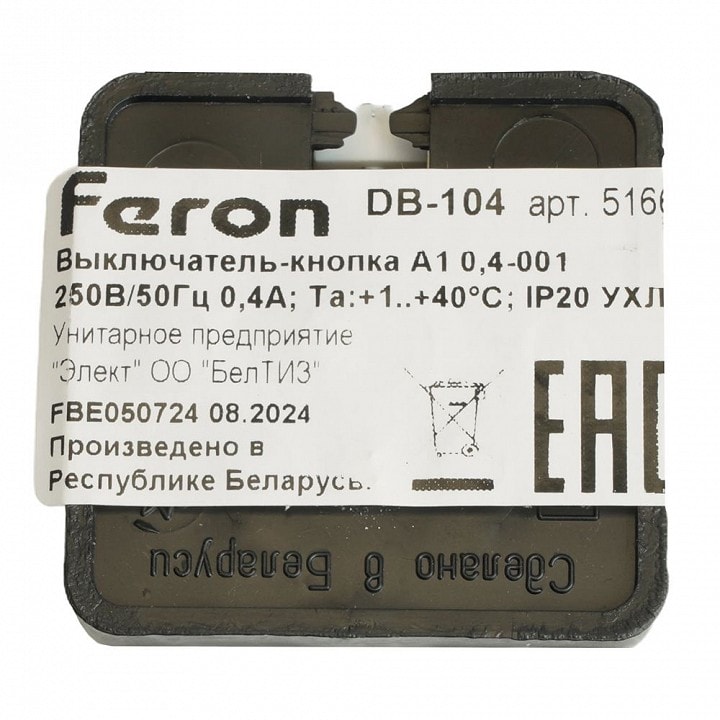 feron DB-104 арт. 5166
Выключатель-кнопка А1 0,4-001
250В/50Гц 0,4А; Та:+1..+40°С; IP20 УХЛ
Унитарное предприятие
"Элект" ОО "БелТИЗ"
FBE050724 08.2024
Произведено в
Республике Беларусь.
EAC
Сделано в Беларуси